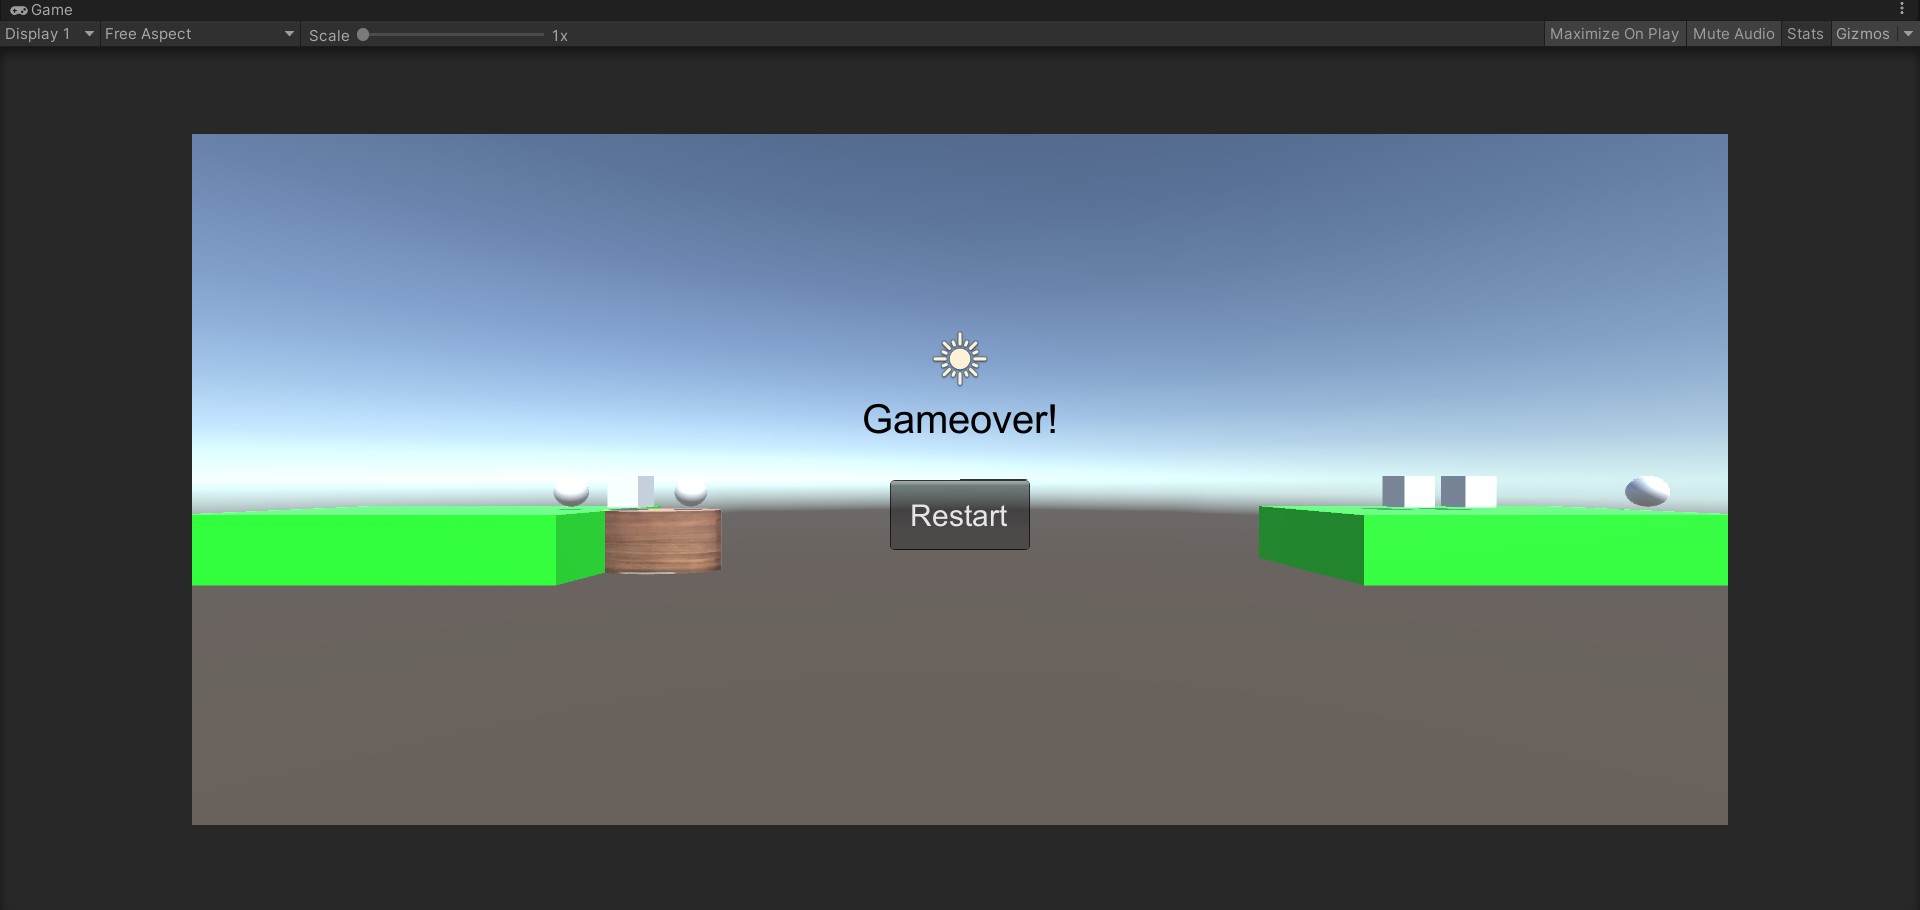 Game
Display 1 Free Aspect Scale 1x Maximize On Play Mute Audio Stats Gizmos
Gameover!
Restart